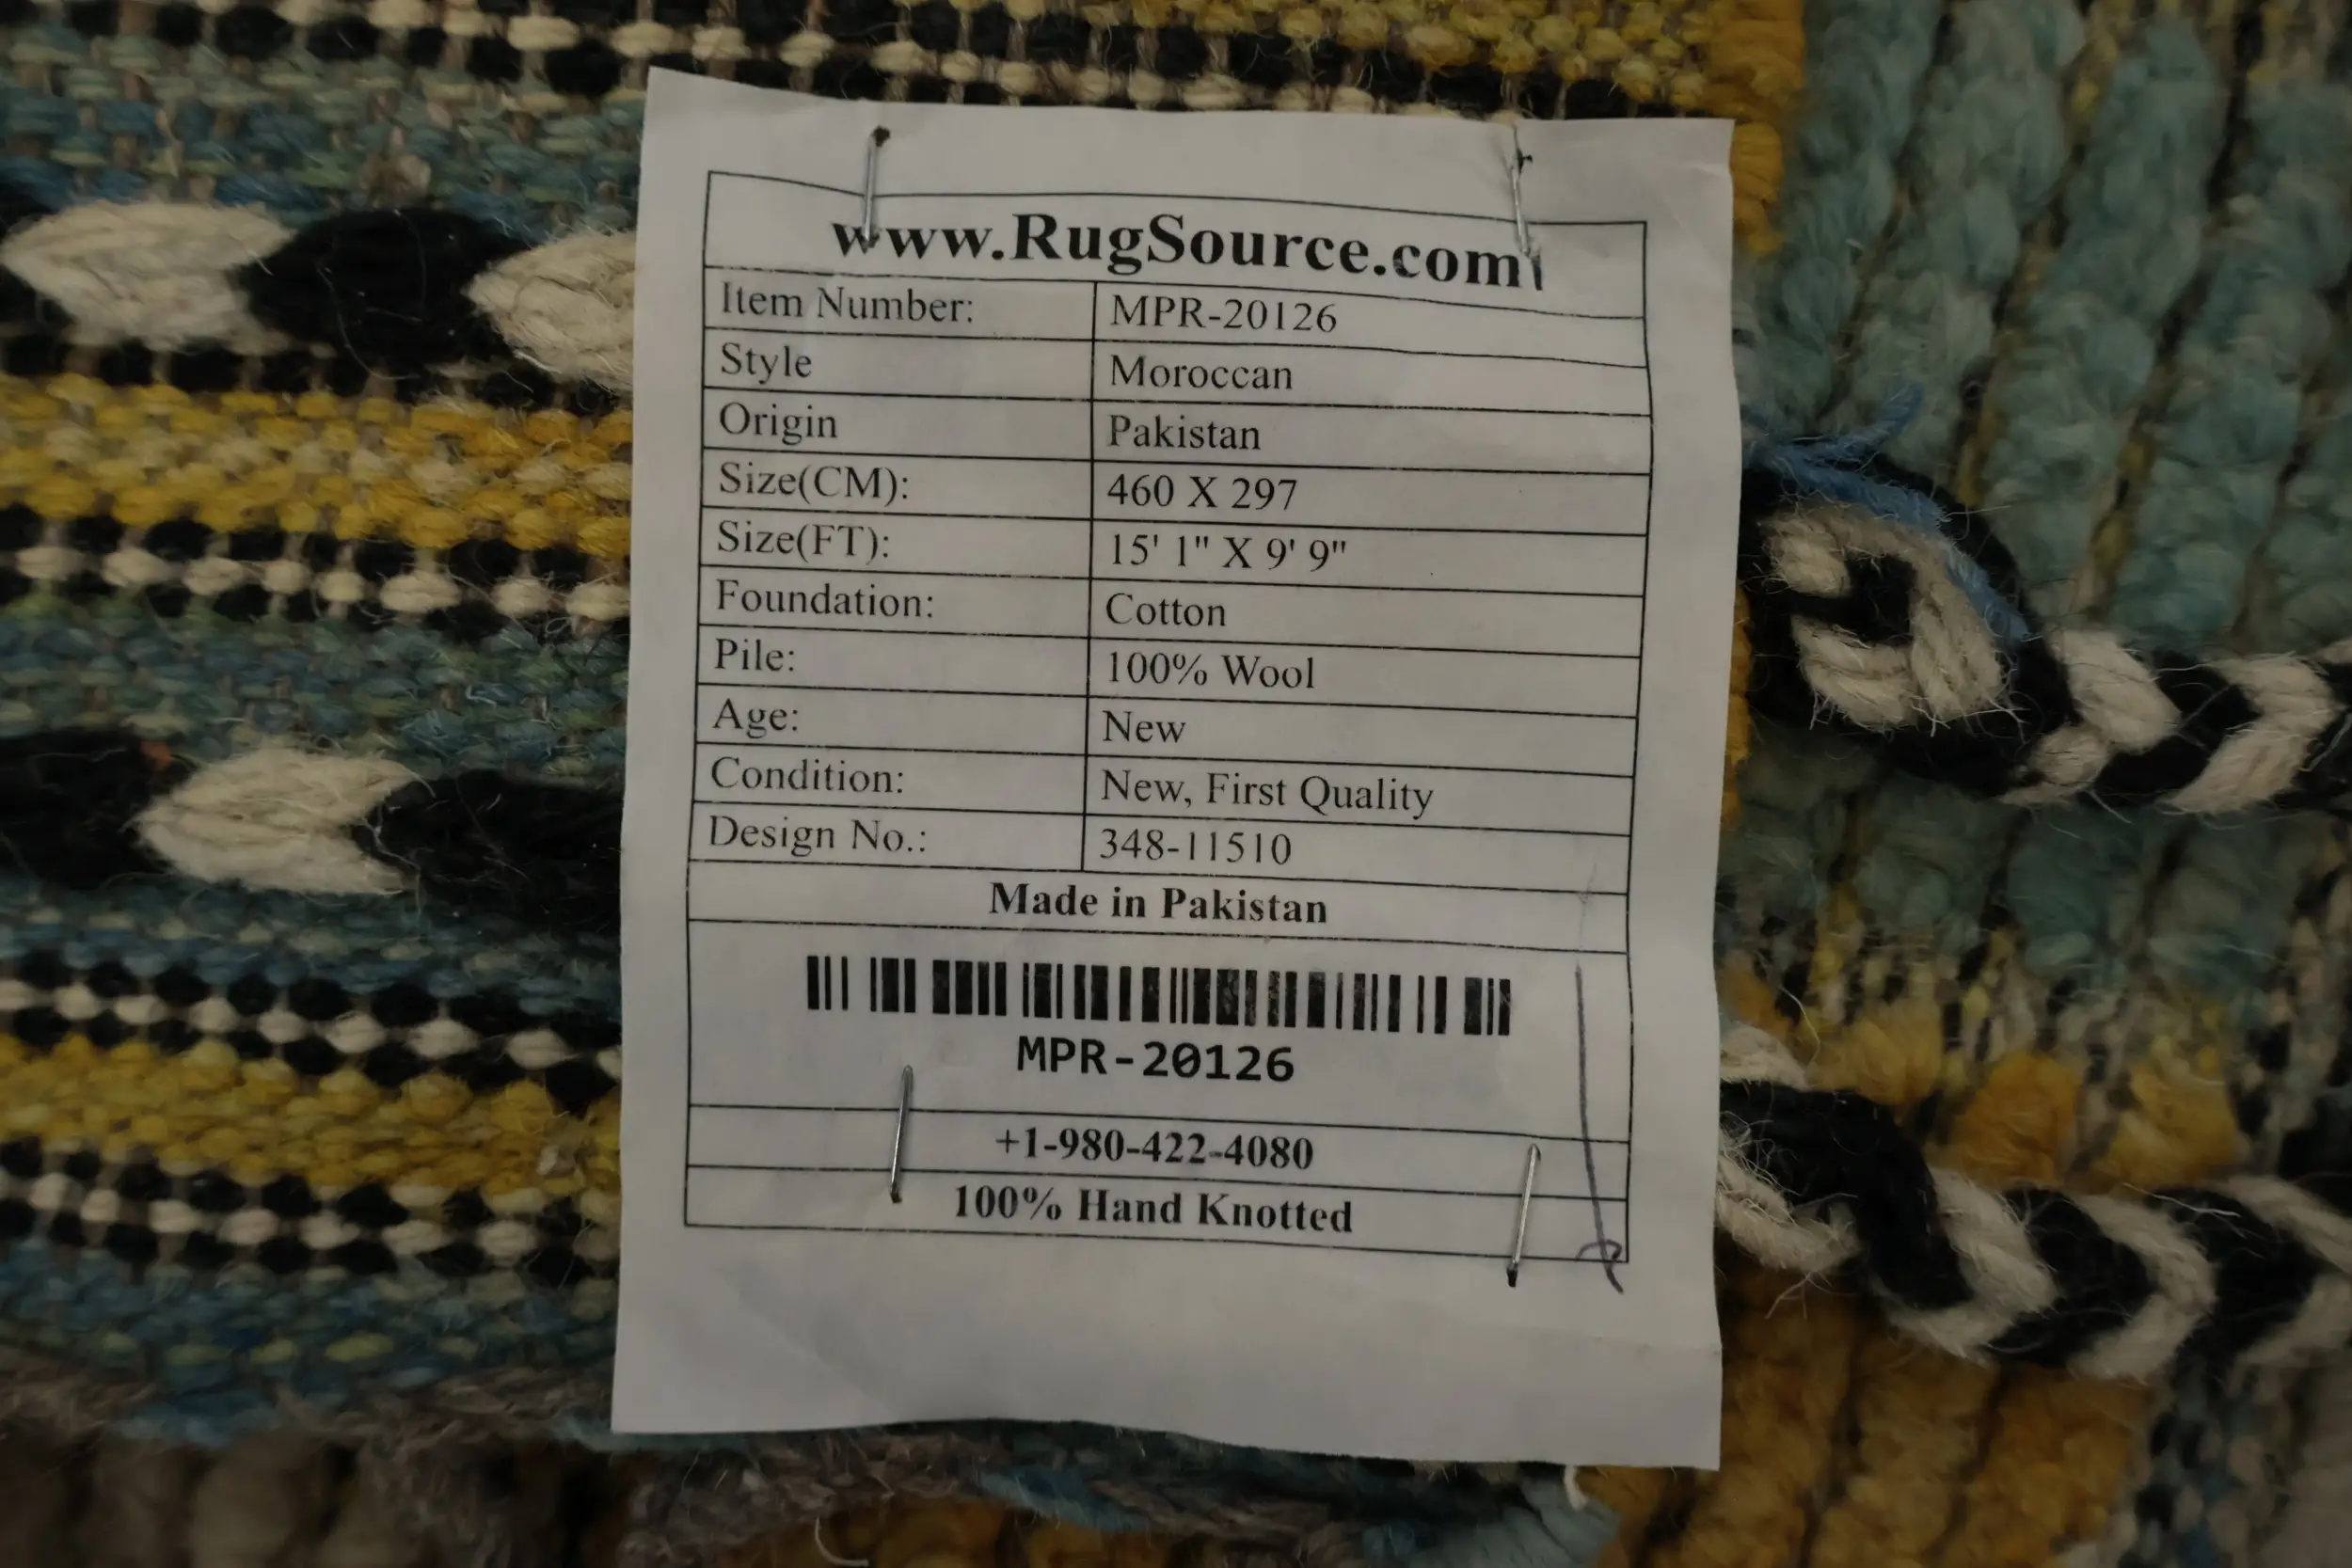 www.RugSource.com
Item Number: MPR-20126
Style Moroccan
Origin Pakistan
Size(CM): 460 X 297
Size(FT): 15' 1" X 9' 9"
Foundation: Cotton
Pile: 100% Wool
Age: New
Condition: New, First Quality
Design No.: 348-11510
Made in Pakistan
MPR-20126
+1-980-422-4080
100% Hand Knotted